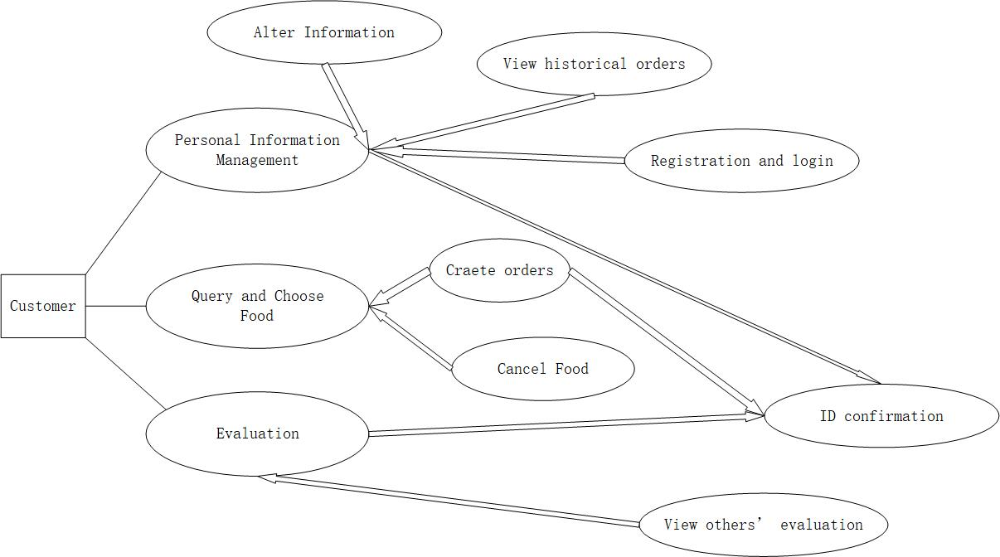 Alter Information
View historical orders
Personal Information
Management
Registration and login
Craete orders
Query and Choose
Food
Customer
Cancel Food
ID confirmation
Evaluation
View others’ evaluation